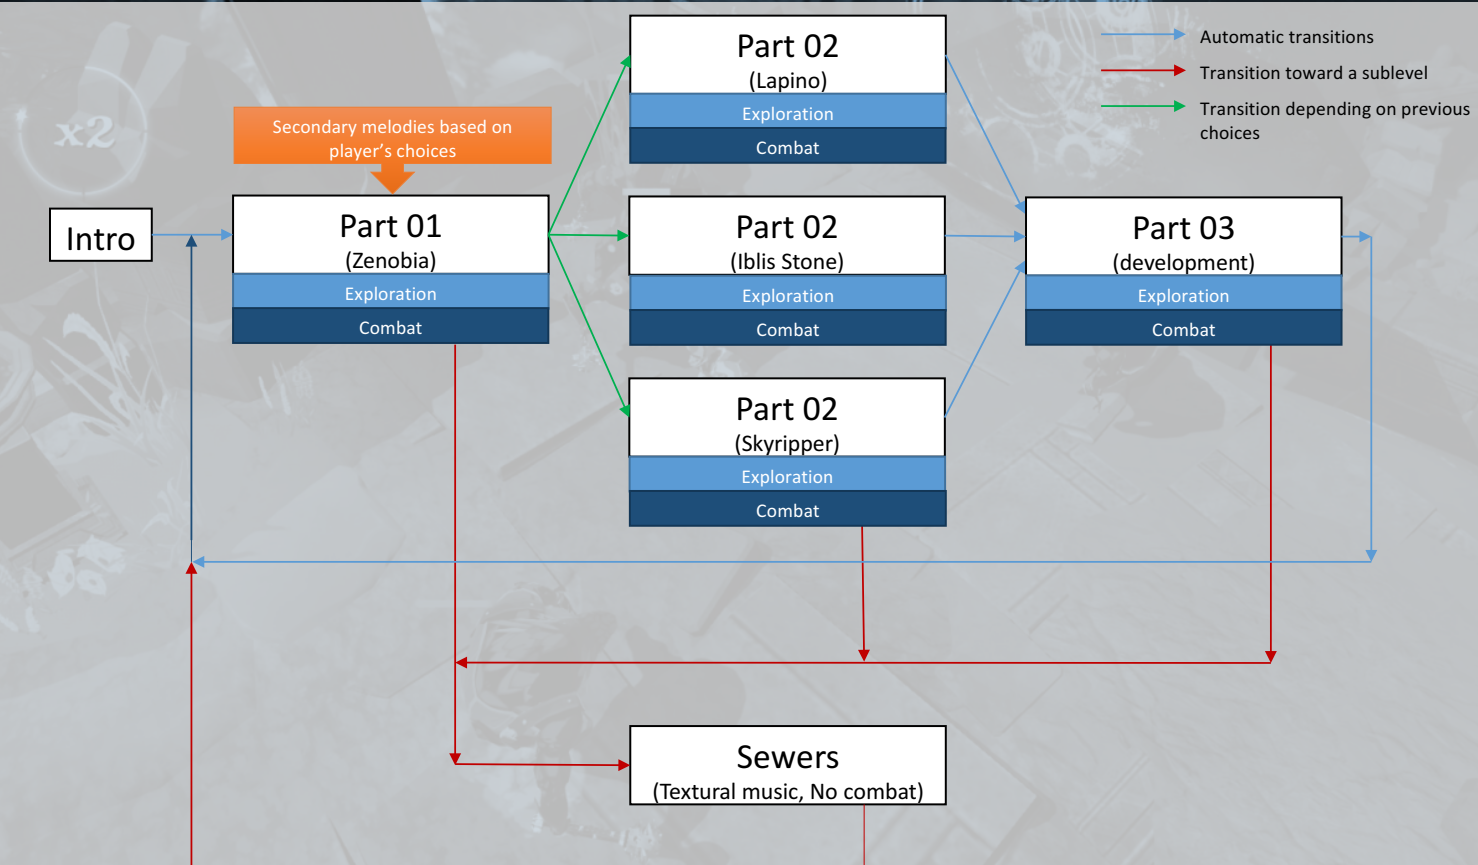 Part 02
(Lapino)
Exploration
Combat
Automatic transitions
Transition toward a sublevel
Transition depending on previous
choices
x2
Secondary melodies based on
player's choices
Intro
Part 01
(Zenobia)
Exploration
Combat
Part 02
(Iblis Stone)
Exploration
Combat
Part 03
(development)
Exploration
Combat
Part 02
(Skyripper)
Exploration
Combat
Sewers
(Textural music, No combat)